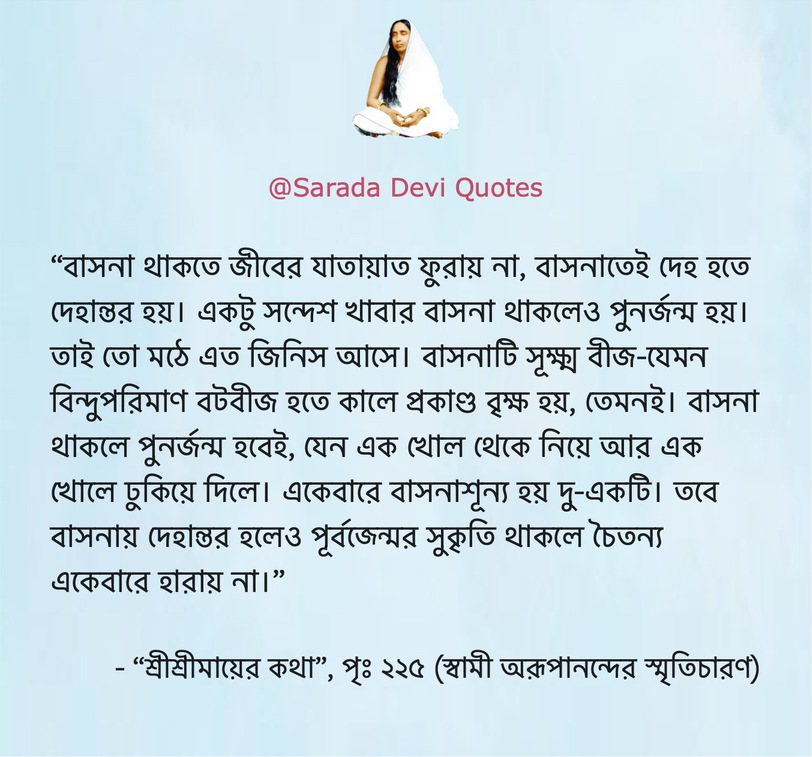 @Sarada Devi Quotes
“বাসনা থাকতে জীবের যাতায়াত ফুরায় না, বাসনাতেই দেহ হতে
দেহান্তর হয়। একটু সন্দেশ খাবার বাসনা থাকলেও পুনর্জন্ম হয়।
তাই তো মঠে এত জিনিস আসে। বাসনাটি সূক্ষ্ম বীজ-যেমন
বিন্দুপরিমাণ বটবীজ হতে কালে প্রকাণ্ড বৃক্ষ হয়, তেমনই। বাসনা
থাকলে পুনর্জন্ম হবেই, যেন এক খোল থেকে নিয়ে আর এক
খোলে ঢুকিয়ে দিলে। একেবারে বাসনাশূন্য হয় দু-একটি। তবে
বাসনায় দেহান্তর হলেও পূর্বজন্মের সুকৃতি থাকলে চৈতন্য
একেবারে হারায় না।”
- “শ্রীশ্রীমায়ের কথা”, পৃঃ ২২৫ (স্বামী অরূপানন্দের স্মৃতিচারণ)